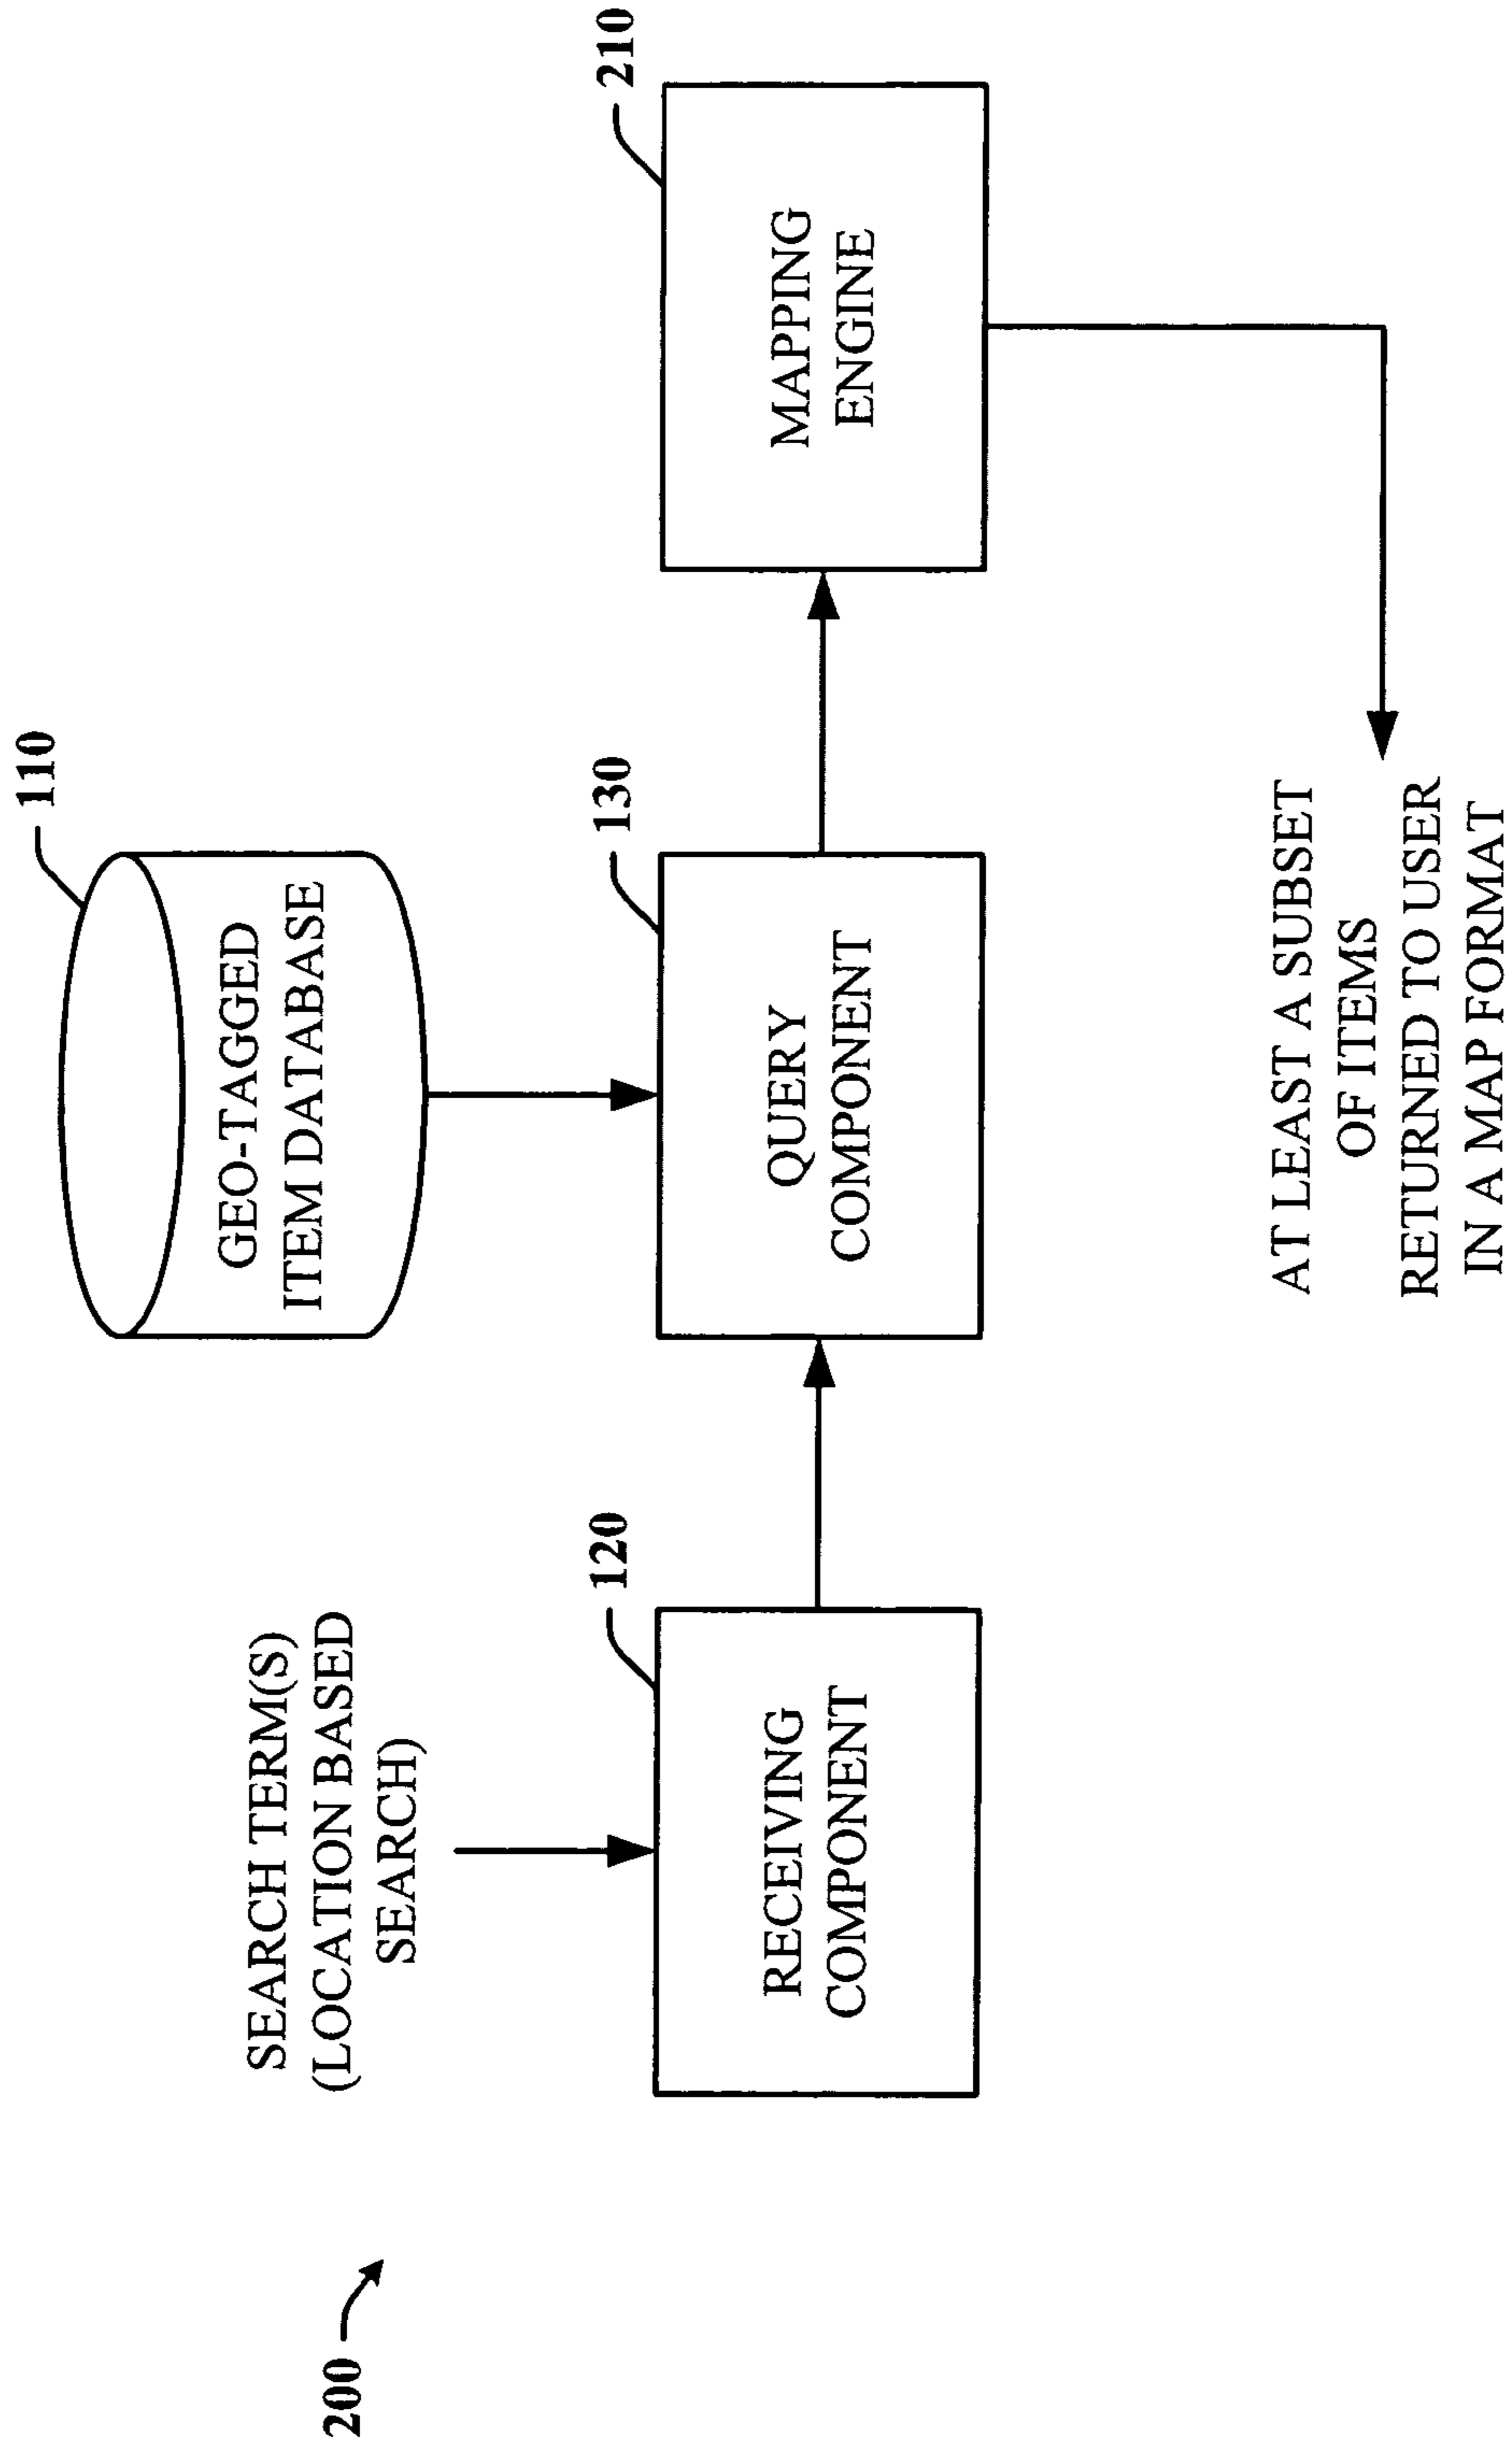 200
SEARCH TERM(S)
(LOCATION BASED
SEARCH)
120
RECEIVING
COMPONENT
110
GEO-TAGGED
ITEM DATABASE
130
QUERY
COMPONENT
210
MAPPING
ENGINE
AT LEAST A SUBSET
OF ITEMS
RETURNED TO USER
IN A MAP FORMAT